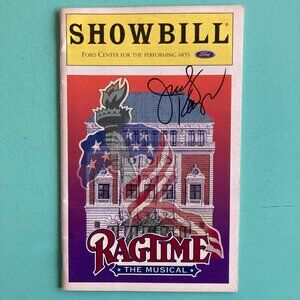 SHOWBILL
FORD CENTER FOR THE PERFORMING ARTS
Ford
RAGTIME
THE MUSICAL